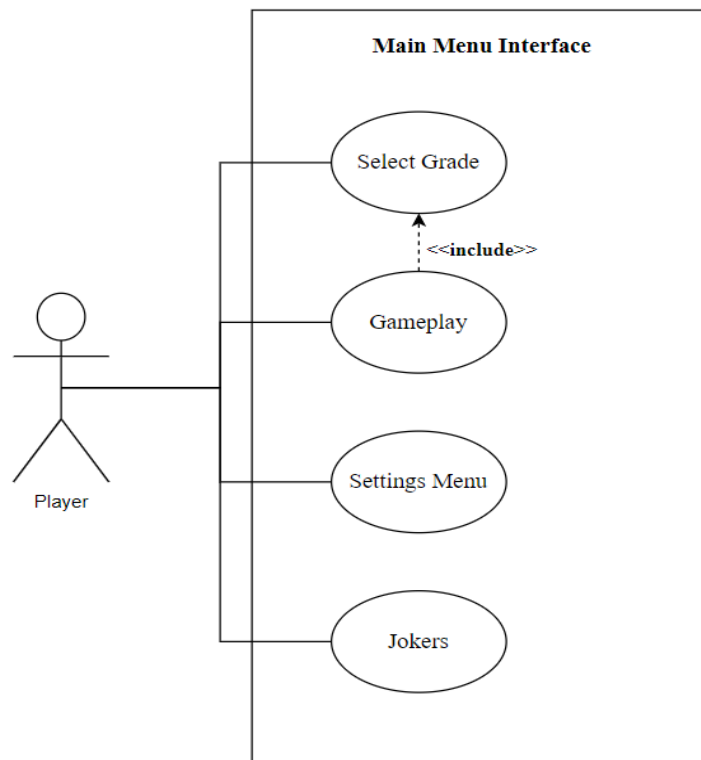 Main Menu Interface
Select Grade
<<include>>
Gameplay
Settings Menu
Player
Jokers